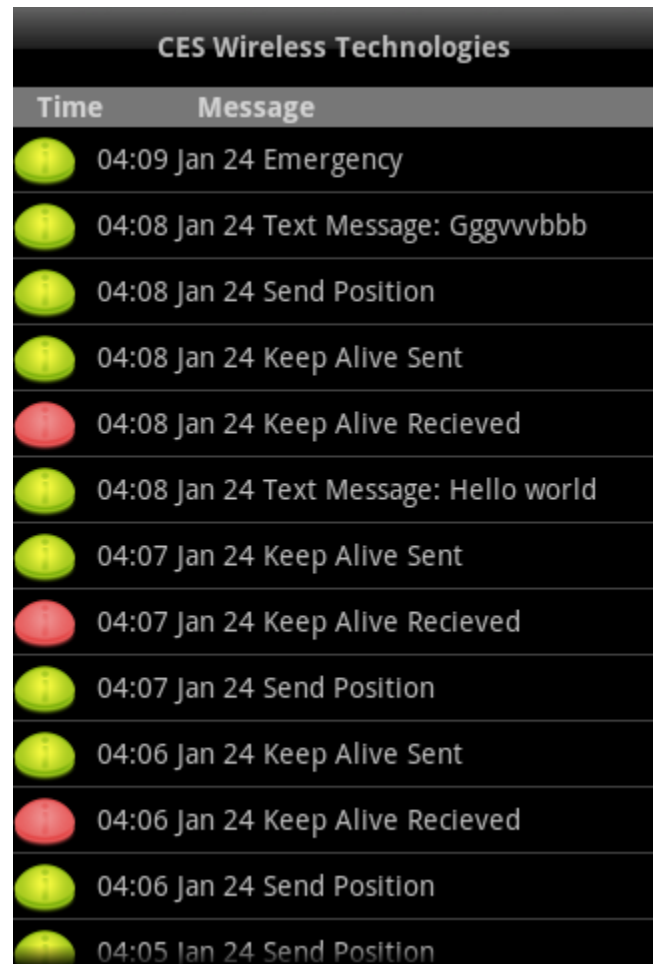 CES Wireless Technologies
Time Message
04:09 Jan 24 Emergency
04:08 Jan 24 Text Message: Gggvvvbbb
04:08 Jan 24 Send Position
04:08 Jan 24 Keep Alive Sent
04:08 Jan 24 Keep Alive Recieved
04:08 Jan 24 Text Message: Hello world
04:07 Jan 24 Keep Alive Sent
04:07 Jan 24 Keep Alive Recieved
04:07 Jan 24 Send Position
04:06 Jan 24 Keep Alive Sent
04:06 Jan 24 Keep Alive Recieved
04:06 Jan 24 Send Position
04:05 Jan 24 Send Position